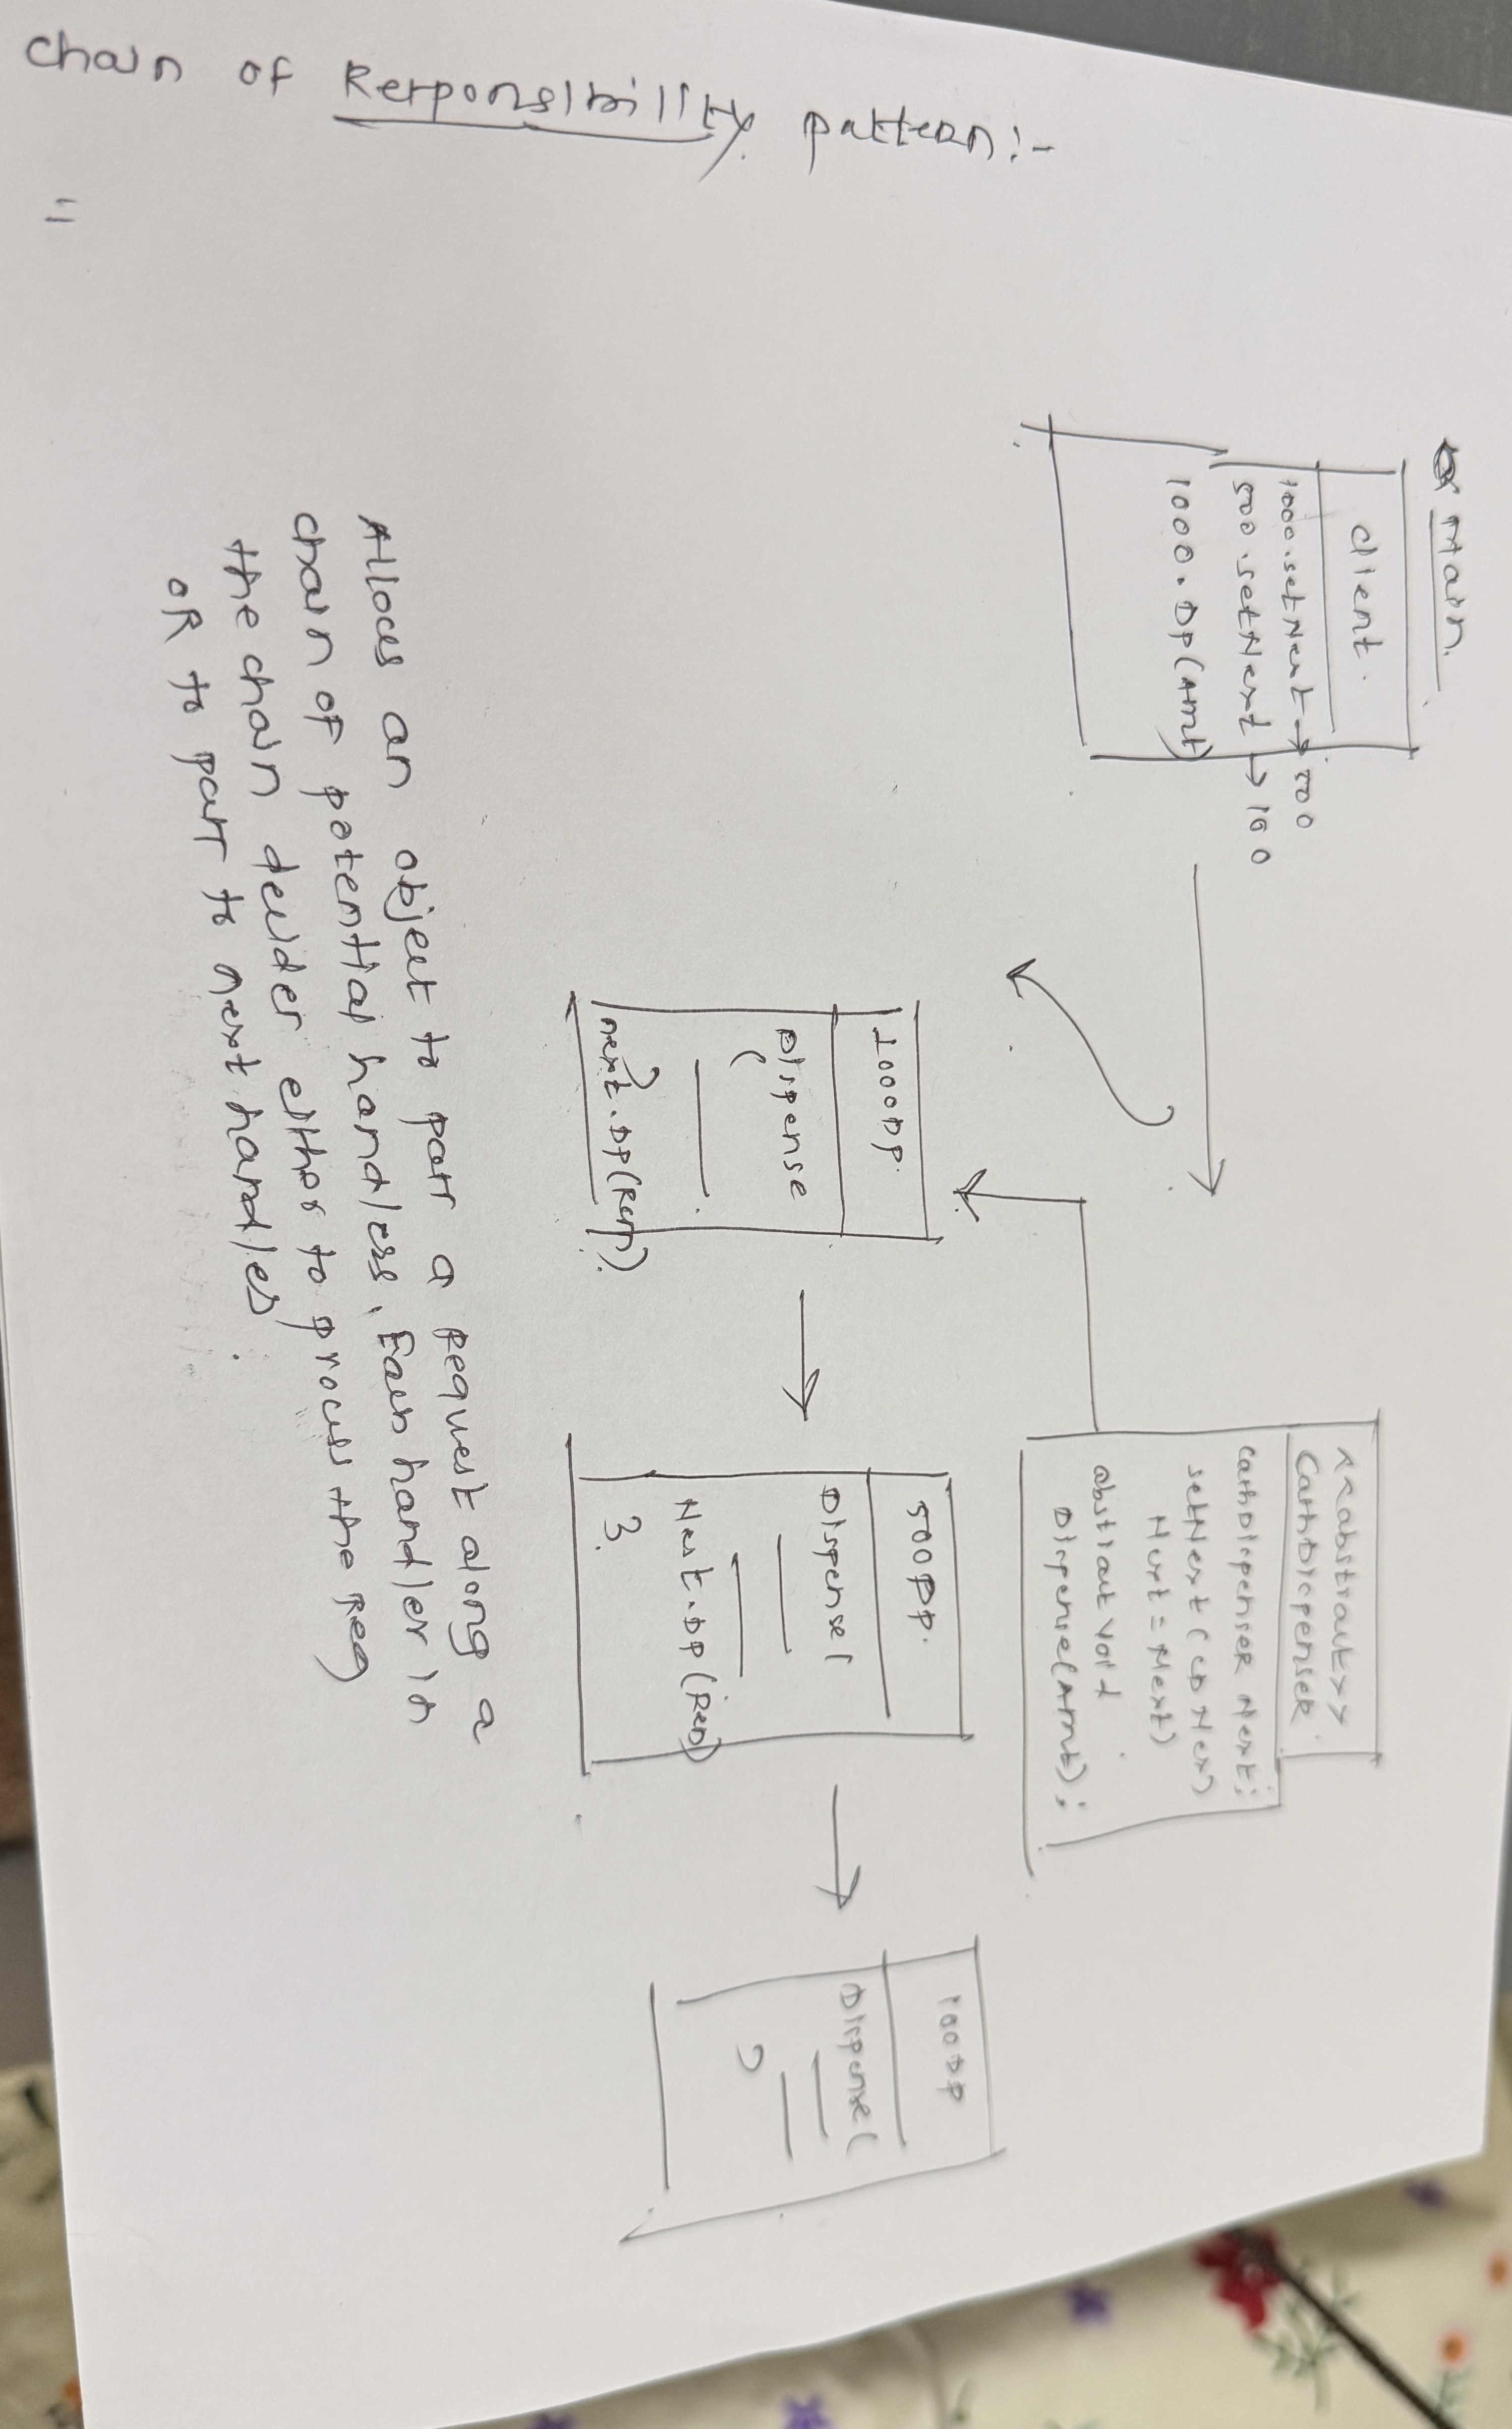 Chain of Responsibility pattern:-
Main.
client.
1000.setNext → 500
500.setNext → 100
1000.DP(Amt)
<<abstract>>
CashDispenser.
CashDispenser Next;
setNext(CD Nex)
Next = Next)
abstract void
Dispense(Amt);
1000DP.
Dispense
(
}
next.DP(Rem).
500DP.
Dispense(
Next.DP(Rem)
}.
100DP
Dispense(
)
Allows an object to pass a request along a
chain of potential handlers. Each handler in
the chain decides either to process the Req
OR to pass to next handler.